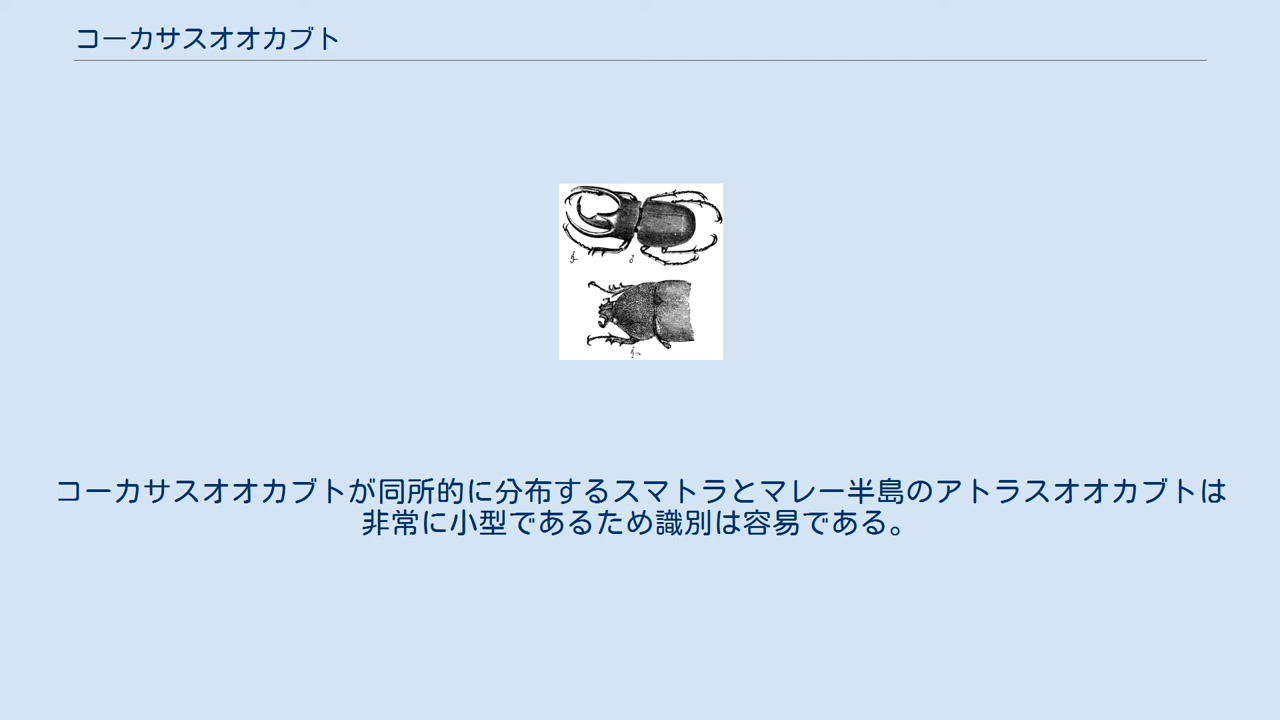 コーカサスオオカブト
コーカサスオオカブトが同所的に分布するスマトラとマレー半島のアトラスオオカブトは
非常に小型であるため識別は容易である。